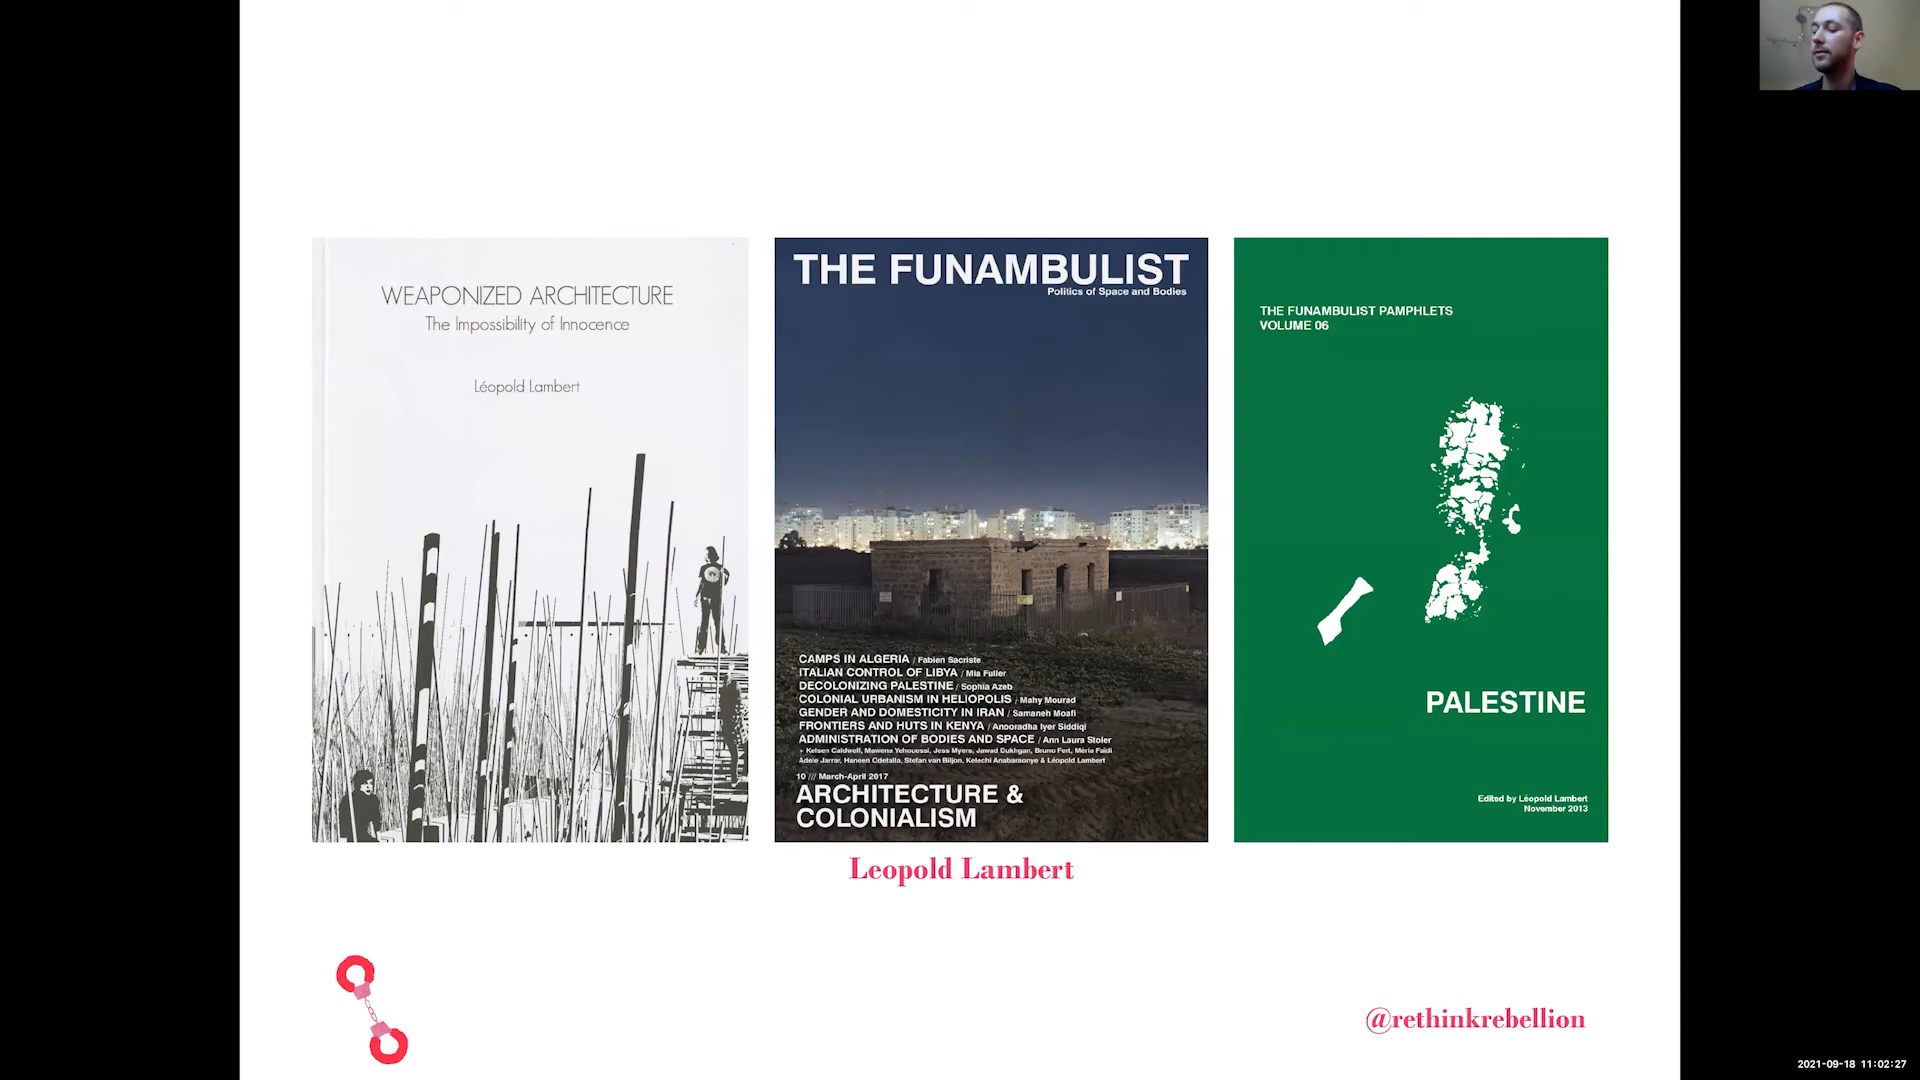 WEAPONIZED ARCHITECTURE
The Impossibility of Innocence
Léopold Lambert
THE FUNAMBULIST
Politics of Space and Bodies
CAMPS IN ALGERIA / Fabien Sacriste
ITALIAN CONTROL OF LIBYA / Mia Fuller
DECOLONIZING PALESTINE / Sophia Azeb
COLONIAL URBANISM IN HELIOPOLIS / Mahy Mourad
GENDER AND DOMESTICITY IN IRAN / Samaneh Moafi
FRONTIERS AND HUTS IN KENYA / Anooradha Iyer Siddiqi
ADMINISTRATION OF BODIES AND SPACE / Ann Laura Stoler
+ Kelsen Caldwell, Mawena Yehouessi, Jess Myers, Jawad Dukhgan, Bruno Fert, Méria Faidi
Adele Jarrar, Haneen Odetalla, Stefan van Biljon, Kelechi Anabaraonye & Léopold Lambert
10 /// March-April 2017
ARCHITECTURE &
COLONIALISM
THE FUNAMBULIST PAMPHLETS
VOLUME 06
PALESTINE
Edited by Léopold Lambert
November 2013
Leopold Lambert
@rethinkrebellion
2021-09-18 11:02:27